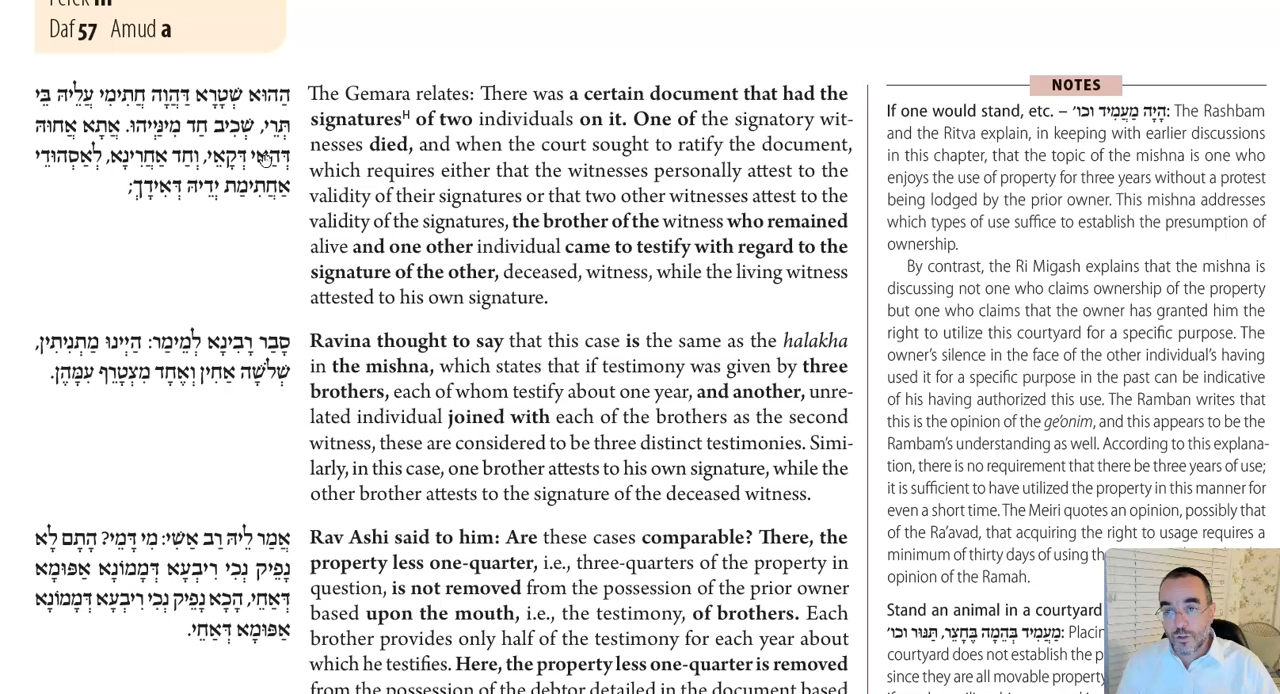 Perek III
Daf 57 Amud a
הַהוּא שְׁטָרָא דַּהֲוָה חֲתִימִי עֲלֵיהּ בֵּי
תְרֵי, שְׁכֵיב חַד מִינַּיְיהוּ. אֲתָא אֲחוּהּ
דְּהַאי דְּקָאֵי, וְחַד אַחֲרִינָא, לְאַסְהוּדֵי
אַחֲתִימַת יְדֵיהּ דְּאִידַּךְ;
The Gemara relates: There was a certain document that had the
signaturesᴴ of two individuals on it. One of the signatory wit-
nesses died, and when the court sought to ratify the document,
which requires either that the witnesses personally attest to the
validity of their signatures or that two other witnesses attest to the
validity of the signatures, the brother of the witness who remained
alive and one other individual came to testify with regard to the
signature of the other, deceased, witness, while the living witness
attested to his own signature.
סָבַר רָבִינָא לְמֵימַר: הַיְינוּ מַתְנִיתִין,
שְׁלֹשָׁה אַחִין וְאֶחָד מִצְטָרֵף עִמָּהֶן.
Ravina thought to say that this case is the same as the halakha
in the mishna, which states that if testimony was given by three
brothers, each of whom testify about one year, and another, unre-
lated individual joined with each of the brothers as the second
witness, these are considered to be three distinct testimonies. Simi-
larly, in this case, one brother attests to his own signature, while the
other brother attests to the signature of the deceased witness.
אֲמַר לֵיהּ רַב אַשִׁי: מִי דָּמֵי? הָתָם לָא
נָפֵיק נְכֵי רִיבְעָא דְּמָמוֹנָא אַפּוּמָא
דְּאַחֵי, הָכָא נָפֵיק נְכֵי רִיבְעָא דְּמָמוֹנָא
אַפּוּמָא דְּאַחֵי.
Rav Ashi said to him: Are these cases comparable? There, the
property less one-quarter, i.e., three-quarters of the property in
question, is not removed from the possession of the prior owner
based upon the mouth, i.e., the testimony, of brothers. Each
brother provides only half of the testimony for each year about
which he testifies. Here, the property less one-quarter is removed
from the possession of the debtor detailed in the document based
NOTES
If one would stand, etc. – הָיָה מַעֲמִיד וכו׳: The Rashbam
and the Ritva explain, in keeping with earlier discussions
in this chapter, that the topic of the mishna is one who
enjoys the use of property for three years without a protest
being lodged by the prior owner. This mishna addresses
which types of use suffice to establish the presumption of
ownership.
By contrast, the Ri Migash explains that the mishna is
discussing not one who claims ownership of the property
but one who claims that the owner has granted him the
right to utilize this courtyard for a specific purpose. The
owner's silence in the face of the other individual's having
used it for a specific purpose in the past can be indicative
of his having authorized this use. The Ramban writes that
this is the opinion of the ge'onim, and this appears to be the
Rambam's understanding as well. According to this explana-
tion, there is no requirement that there be three years of use;
it is sufficient to have utilized the property in this manner for
even a short time. The Meiri quotes an opinion, possibly that
of the Ra'avad, that acquiring the right to usage requires a
minimum of thirty days of using
opinion of the Ramah.
Stand an animal in a courtyard
מַעֲמִיד בְּהֵמָה בֶּחָצֵר, תַּנּוּר וכו׳:
courtyard does not establish the
since they are all movable property